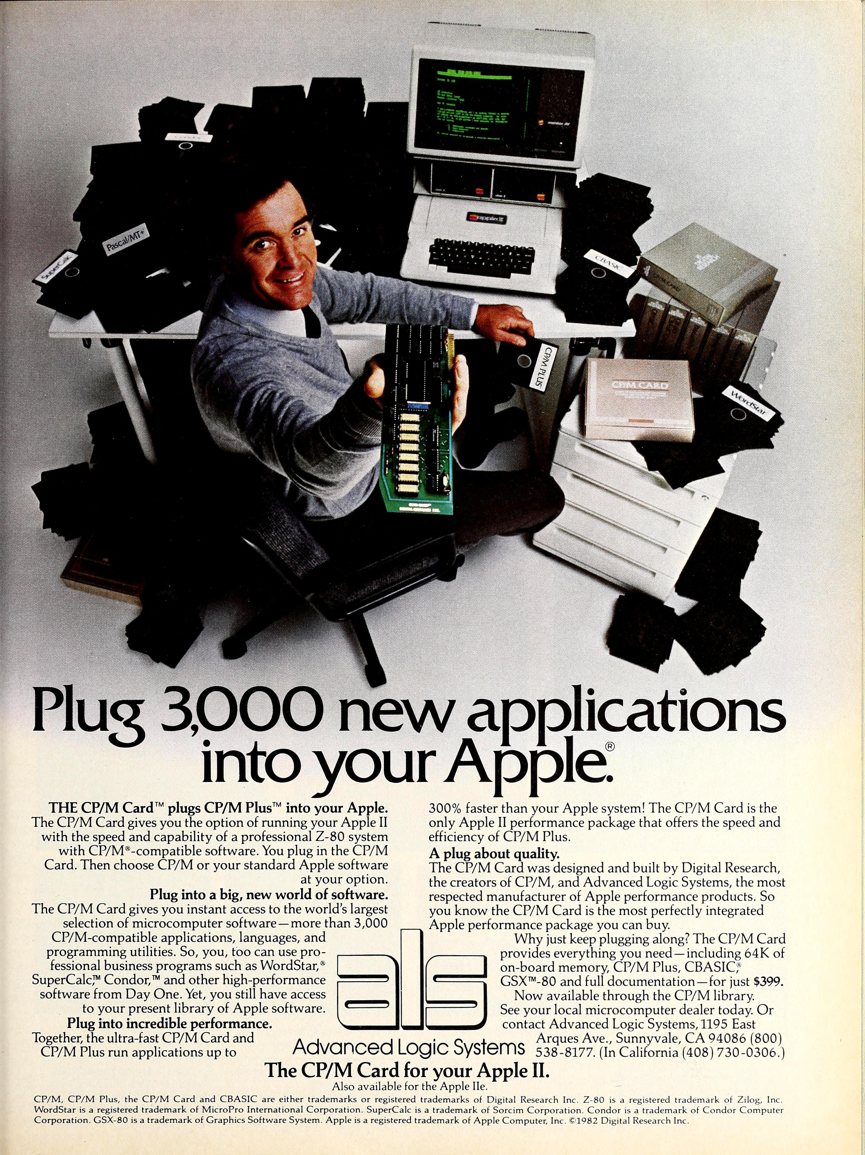 SuperCalc
Pascal/MT+
CBASIC
CP/M PLUS
CP/M CARD
WordStar
Plug 3,000 new applications
into your Apple.®
THE CP/M Card™ plugs CP/M Plus™ into your Apple.
The CP/M Card gives you the option of running your Apple II
with the speed and capability of a professional Z-80 system
with CP/M®-compatible software. You plug in the CP/M
Card. Then choose CP/M or your standard Apple software
at your option.
Plug into a big, new world of software.
The CP/M Card gives you instant access to the world's largest
selection of microcomputer software—more than 3,000
CP/M-compatible applications, languages, and
programming utilities. So, you, too can use pro-
fessional business programs such as WordStar,®
SuperCalc,™ Condor,™ and other high-performance
software from Day One. Yet, you still have access
to your present library of Apple software.
Plug into incredible performance.
Together, the ultra-fast CP/M Card and
CP/M Plus run applications up to
300% faster than your Apple system! The CP/M Card is the
only Apple II performance package that offers the speed and
efficiency of CP/M Plus.
A plug about quality.
The CP/M Card was designed and built by Digital Research,
the creators of CP/M, and Advanced Logic Systems, the most
respected manufacturer of Apple performance products. So
you know the CP/M Card is the most perfectly integrated
Apple performance package you can buy.
Why just keep plugging along? The CP/M Card
provides everything you need—including 64K of
on-board memory, CP/M Plus, CBASIC,®
GSX™-80 and full documentation—for just $399.
Now available through the CP/M library.
See your local microcomputer dealer today. Or
contact Advanced Logic Systems, 1195 East
Arques Ave., Sunnyvale, CA 94086 (800)
538-8177. (In California (408) 730-0306.)
als
Advanced Logic Systems
The CP/M Card for your Apple II.
Also available for the Apple IIe.
CP/M, CP/M Plus, the CP/M Card and CBASIC are either trademarks or registered trademarks of Digital Research Inc. Z-80 is a registered trademark of Zilog, Inc.
WordStar is a registered trademark of MicroPro International Corporation. SuperCalc is a trademark of Sorcim Corporation. Condor is a trademark of Condor Computer
Corporation. GSX-80 is a trademark of Graphics Software System. Apple is a registered trademark of Apple Computer, Inc. ©1982 Digital Research Inc.